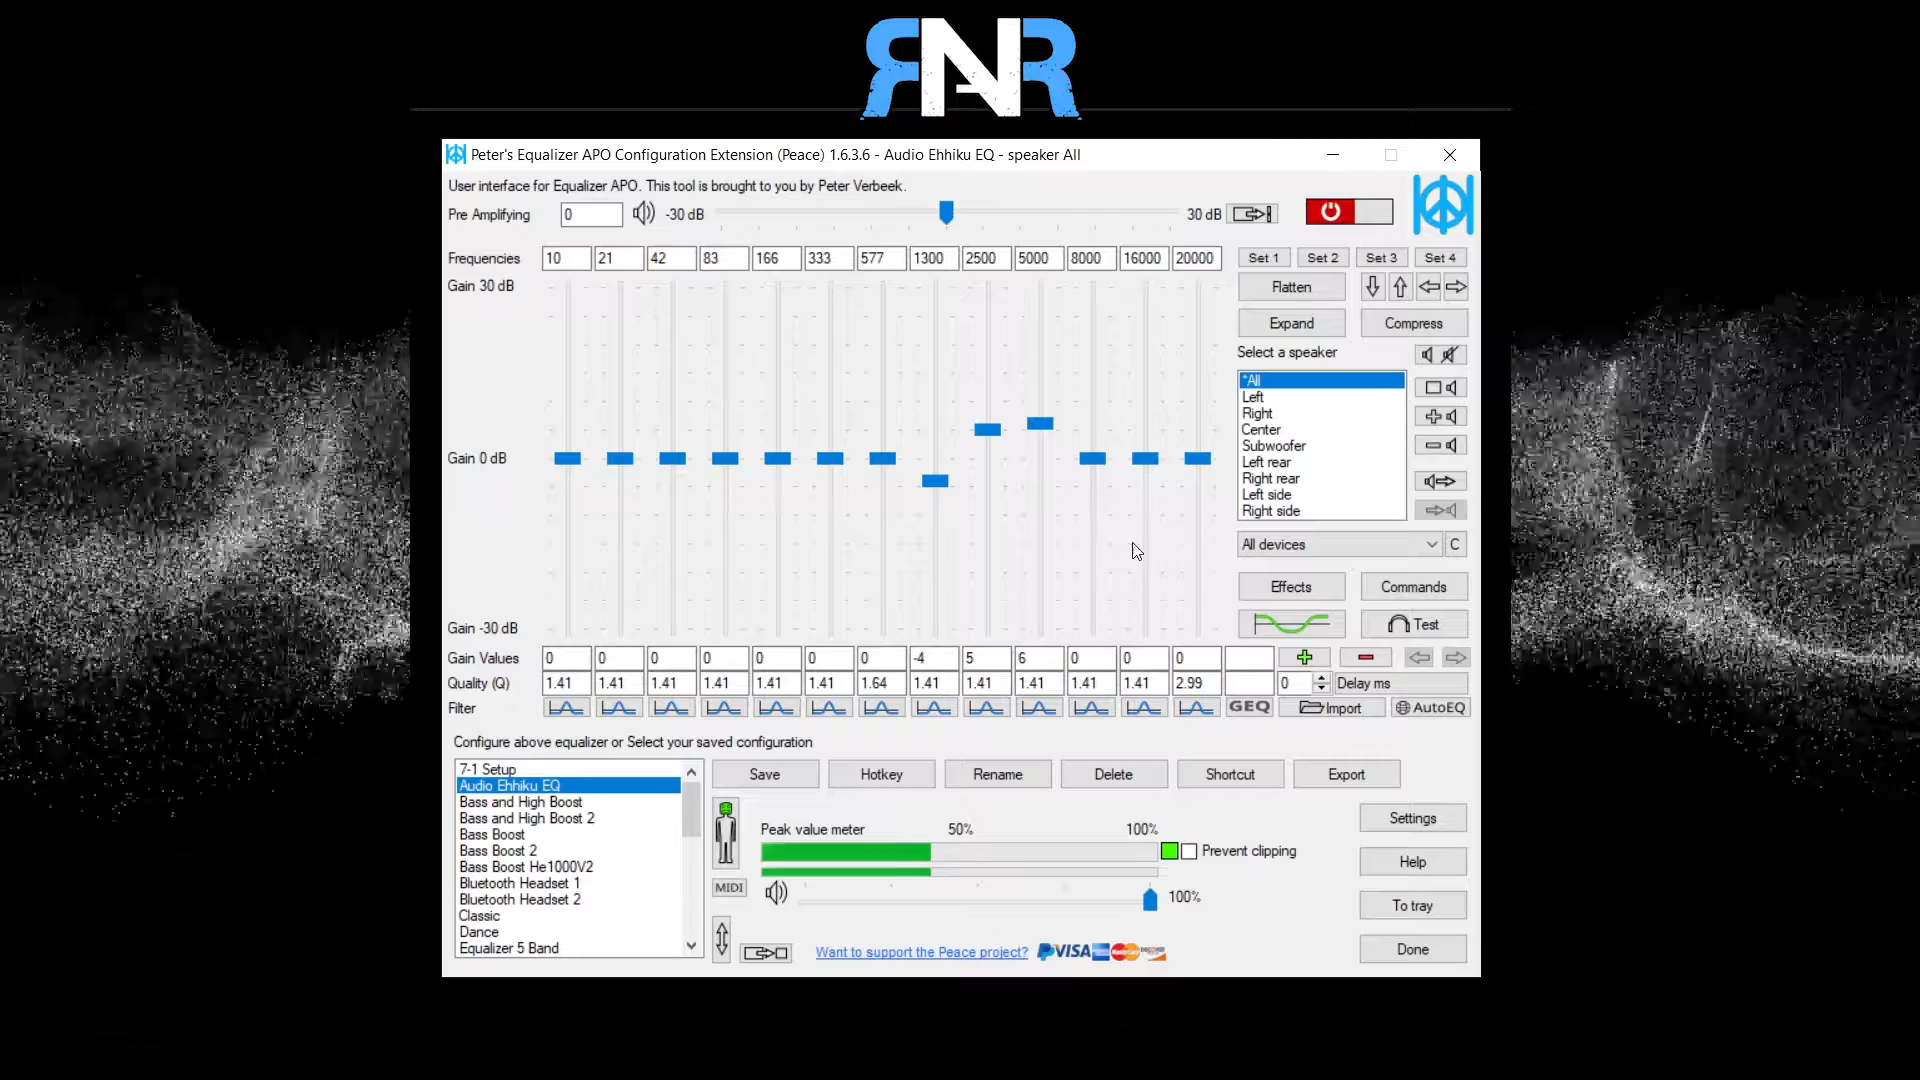 RNR
Peter's Equalizer APO Configuration Extension (Peace) 1.6.3.6 - Audio Ehhiku EQ - speaker All
User interface for Equalizer APO. This tool is brought to you by Peter Verbeek.
Pre Amplifying 0 -30 dB 30 dB
Frequencies 10 21 42 83 166 333 577 1300 2500 5000 8000 16000 20000 Set 1 Set 2 Set 3 Set 4
Gain 30 dB Flatten
Expand Compress
Select a speaker
*All
Left
Right
Center
Subwoofer
Left rear
Right rear
Left side
Right side
Gain 0 dB
All devices C
Effects Commands
Test
Gain -30 dB
Gain Values 0 0 0 0 0 0 0 -4 5 6 0 0 0
Quality (Q) 1.41 1.41 1.41 1.41 1.41 1.41 1.64 1.41 1.41 1.41 1.41 1.41 2.99 0 Delay ms
Filter GEQ Import AutoEQ
Configure above equalizer or Select your saved configuration
7-1 Setup
Audio Ehhiku EQ
Bass and High Boost
Bass and High Boost 2
Bass Boost
Bass Boost 2
Bass Boost He1000V2
Bluetooth Headset 1
Bluetooth Headset 2
Classic
Dance
Equalizer 5 Band
Save Hotkey Rename Delete Shortcut Export
Peak value meter 50% 100%
Prevent clipping
MIDI
100%
Want to support the Peace project? VISA
Settings
Help
To tray
Done